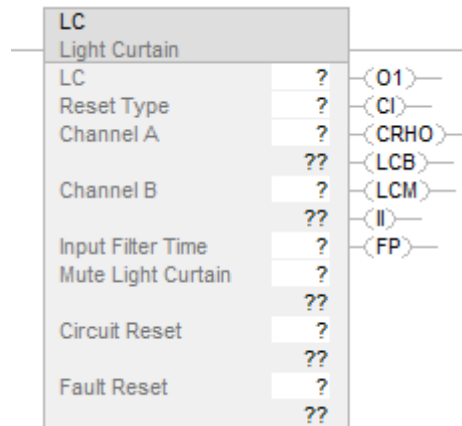 LC
Light Curtain
LC ? (O1)
Reset Type ? (CI)
Channel A ? (CRHO)
?? (LCB)
Channel B ? (LCM)
?? (II)
Input Filter Time ? (FP)
Mute Light Curtain ?
??
Circuit Reset ?
??
Fault Reset ?
??